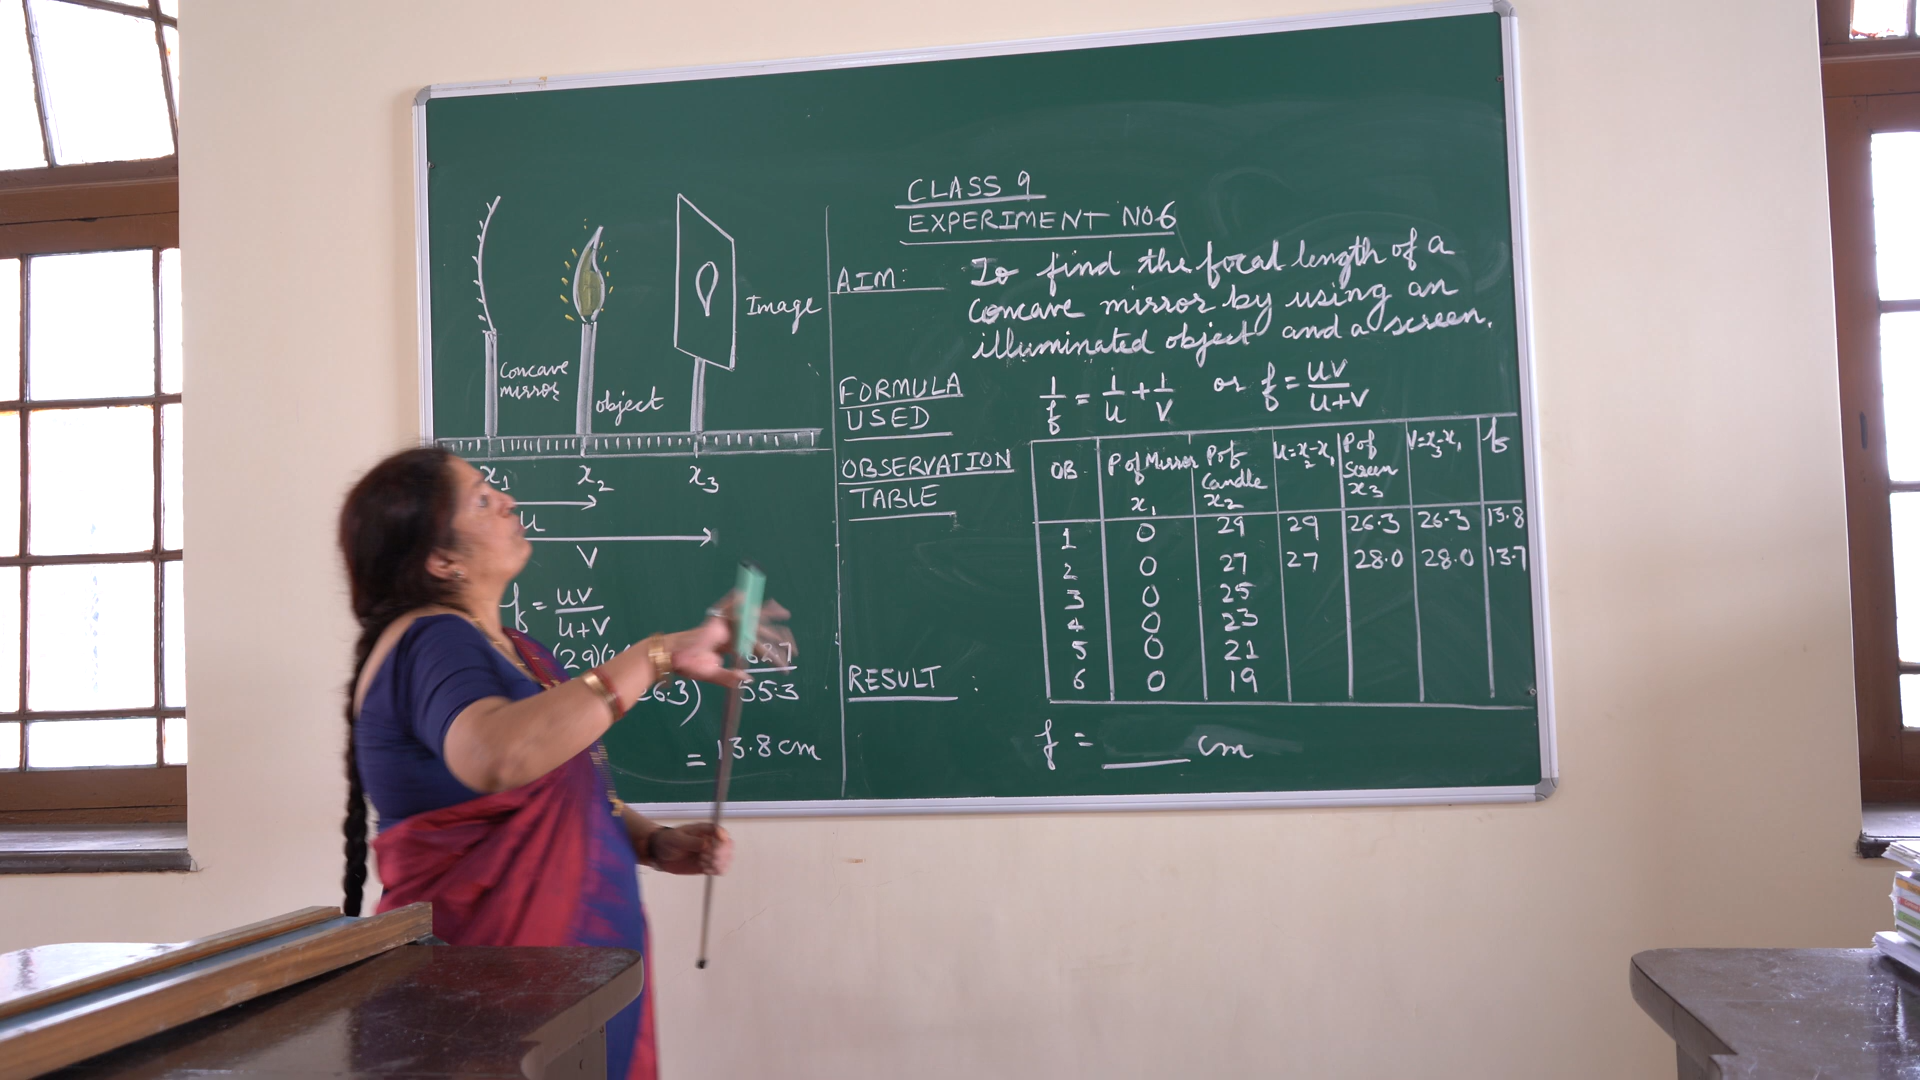 CLASS 9
EXPERIMENT NO 6
AIM: To find the focal length of a
concave mirror by using an
illuminated object and a screen.
FORMULA USED
1/f = 1/u + 1/v or f = uv/u+v
OBSERVATION TABLE
OB. P of Mirror x₁ P of Candle x₂ u=x₂-x₁ P of Screen x₃ V=x₃-x₁ f
1 0 29 29 26.3 26.3 13.8
2 0 27 27 28.0 28.0 13.7
3 0 25
4 0 23
5 0 21
6 0 19
RESULT :
f = ____ cm
Concave mirror
object
Image
x₁ x₂ x₃
u
V
f = uv/u+v
(29)(
26.3) 55.3
= 13.8 cm